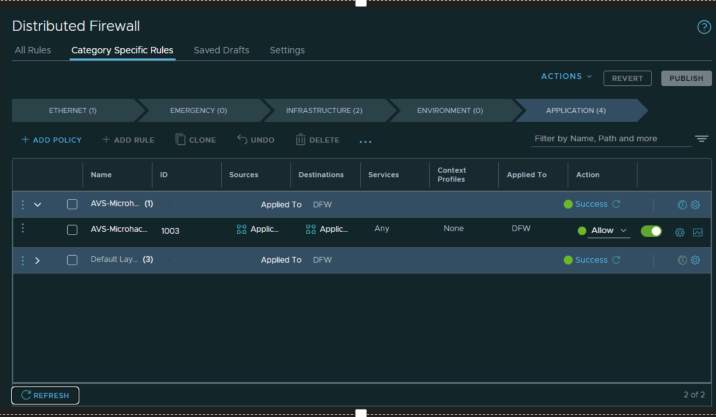 Distributed Firewall
All Rules Category Specific Rules Saved Drafts Settings
ACTIONS REVERT PUBLISH
ETHERNET (1) EMERGENCY (0) INFRASTRUCTURE (2) ENVIRONMENT (0) APPLICATION (4)
+ ADD POLICY + ADD RULE CLONE UNDO DELETE ...
Filter by Name, Path and more
Name ID Sources Destinations Services Context Profiles Applied To Action
AVS-Microh... (1) Applied To DFW Success
AVS-Microhac... 1003 Applic... Applic... Any None DFW Allow
Default Lay... (3) Applied To DFW Success
REFRESH 2 of 2